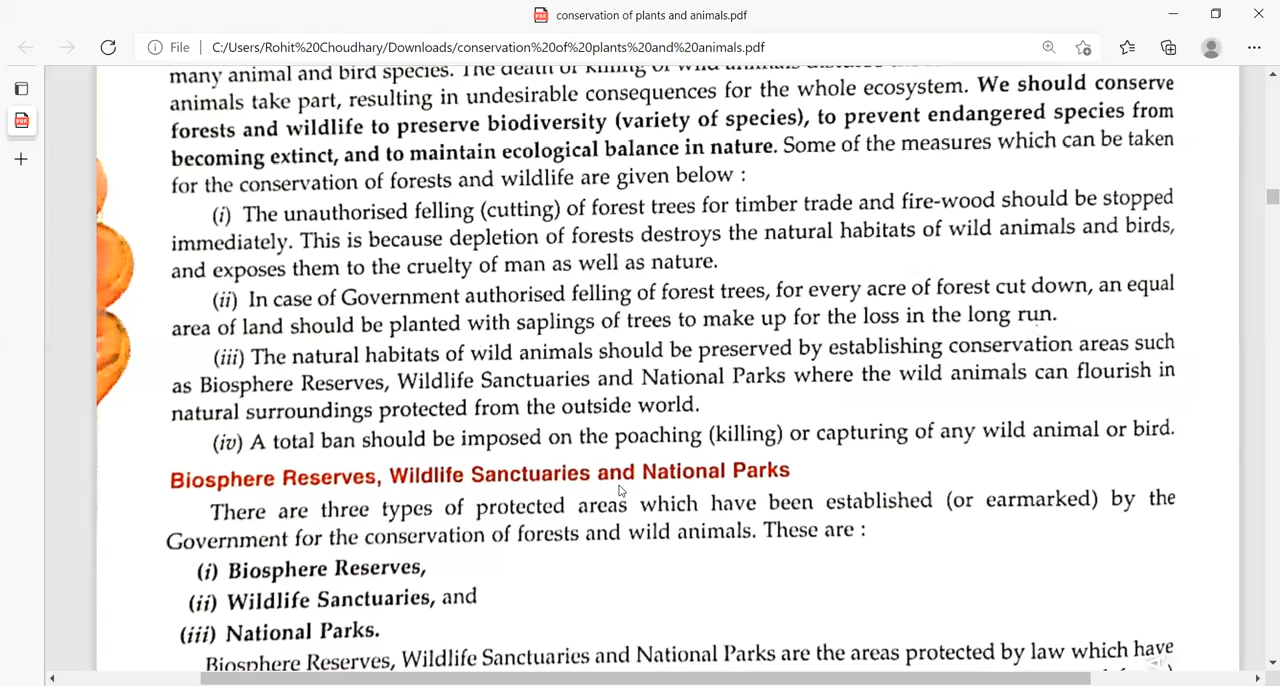 conservation of plants and animals.pdf
File C:/Users/Rohit%20Choudhary/Downloads/conservation%20of%20plants%20and%20animals.pdf
many animal and bird species. The death or killing of wild animals
animals take part, resulting in undesirable consequences for the whole ecosystem. We should conserve
forests and wildlife to preserve biodiversity (variety of species), to prevent endangered species from
becoming extinct, and to maintain ecological balance in nature. Some of the measures which can be taken
for the conservation of forests and wildlife are given below :
(i) The unauthorised felling (cutting) of forest trees for timber trade and fire-wood should be stopped
immediately. This is because depletion of forests destroys the natural habitats of wild animals and birds,
and exposes them to the cruelty of man as well as nature.
(ii) In case of Government authorised felling of forest trees, for every acre of forest cut down, an equal
area of land should be planted with saplings of trees to make up for the loss in the long run.
(iii) The natural habitats of wild animals should be preserved by establishing conservation areas such
as Biosphere Reserves, Wildlife Sanctuaries and National Parks where the wild animals can flourish in
natural surroundings protected from the outside world.
(iv) A total ban should be imposed on the poaching (killing) or capturing of any wild animal or bird.
Biosphere Reserves, Wildlife Sanctuaries and National Parks
There are three types of protected areas which have been established (or earmarked) by the
Government for the conservation of forests and wild animals. These are :
(i) Biosphere Reserves,
(ii) Wildlife Sanctuaries, and
(iii) National Parks.
Biosphere Reserves, Wildlife Sanctuaries and National Parks are the areas protected by law which have